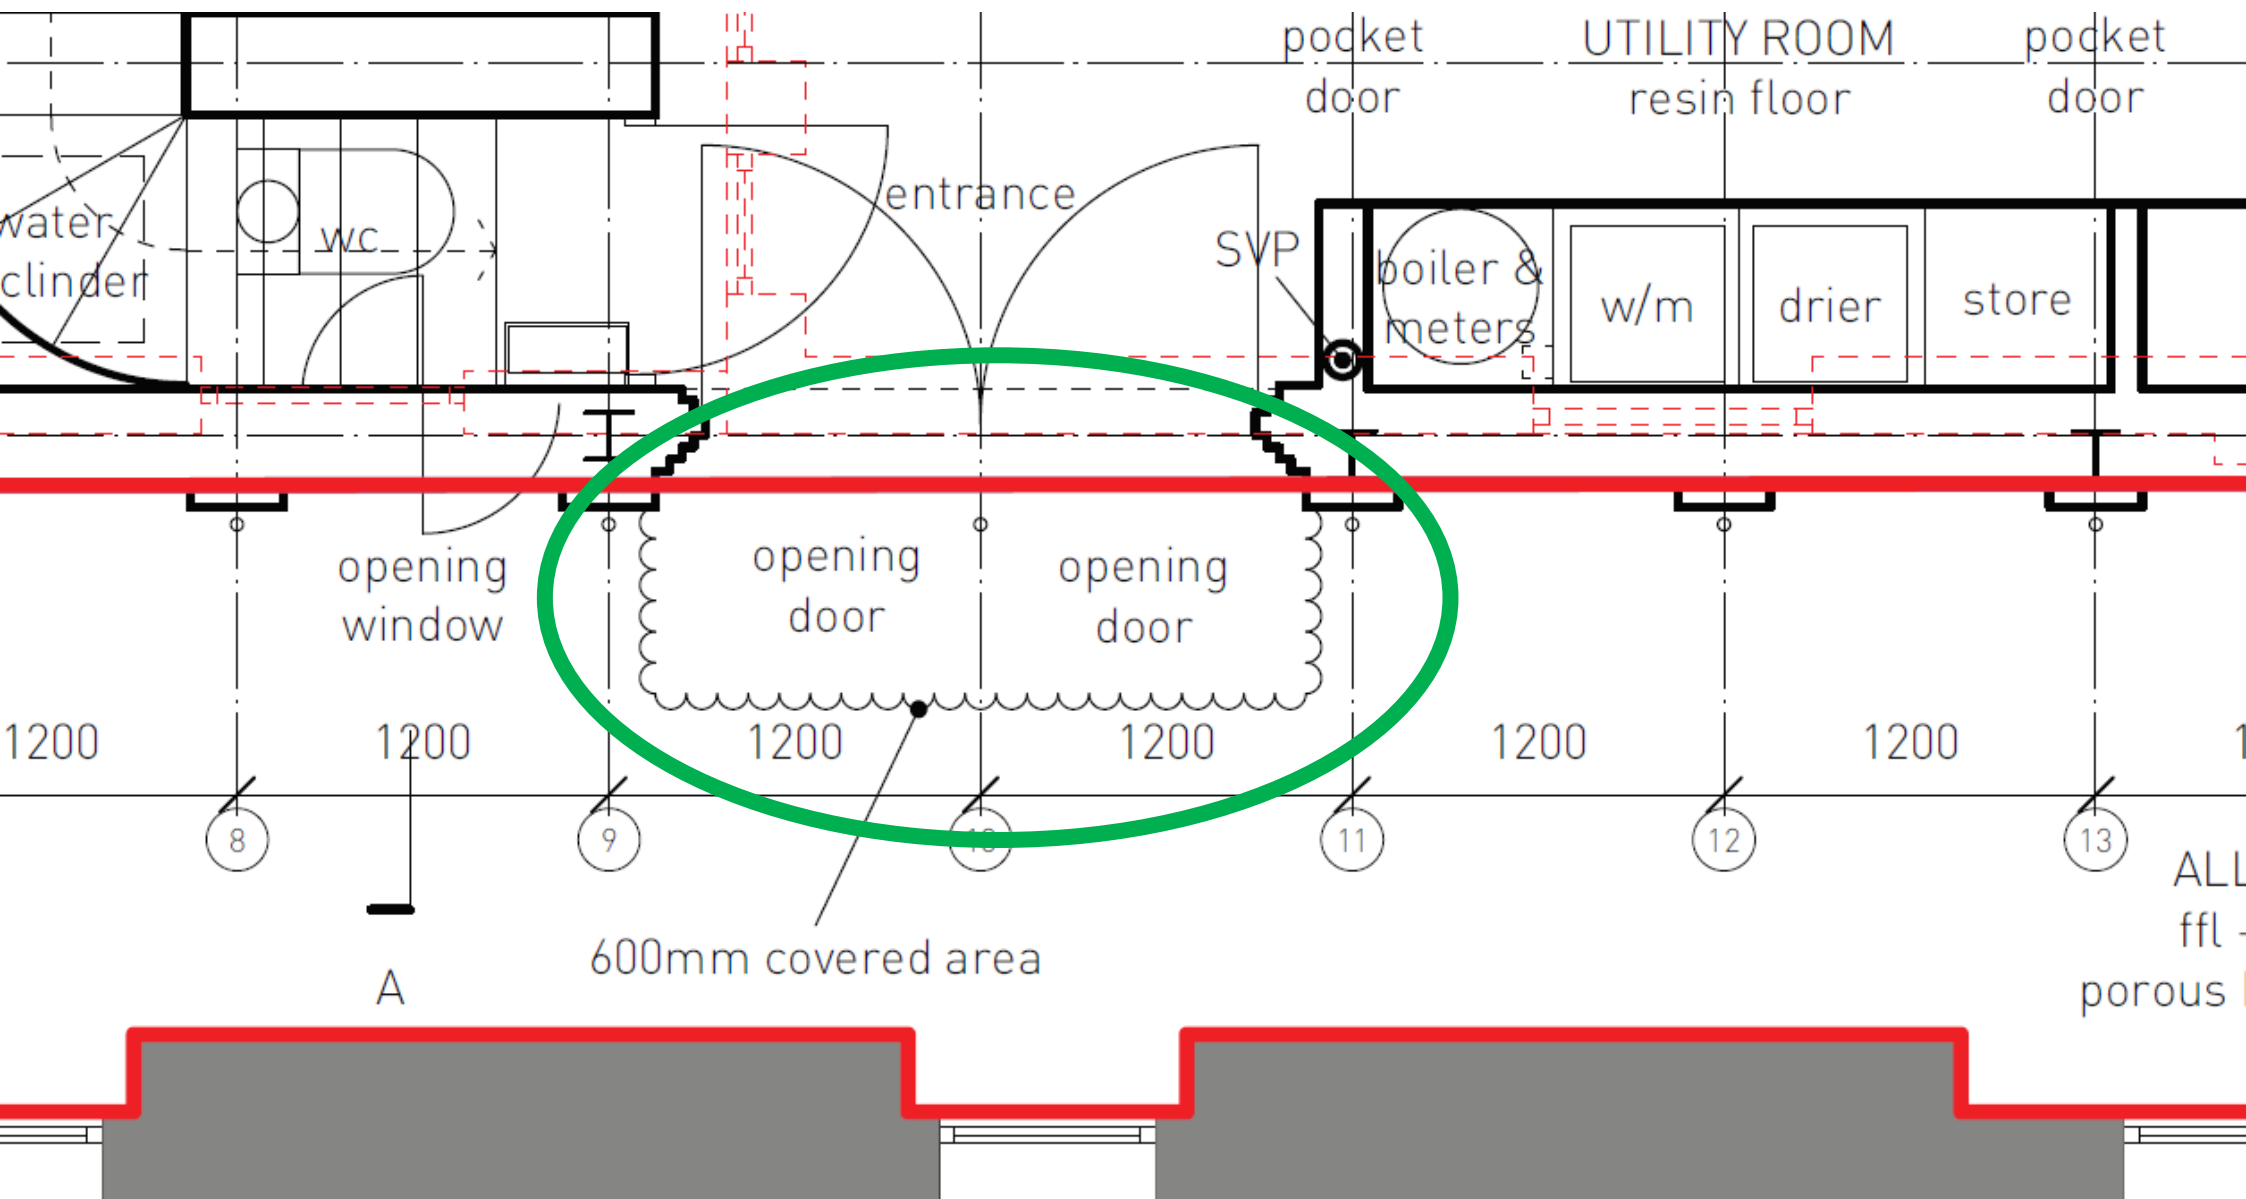 pocket
door
UTILITY ROOM
resin floor
pocket
door
entrance
water
clinder
wc
SVP
boiler &
meters
w/m
drier
store
opening
window
opening
door
opening
door
1200
1200
1200
1200
1200
1200
1
8
9
10
11
12
13
A
600mm covered area
ALL
ffl -
porous